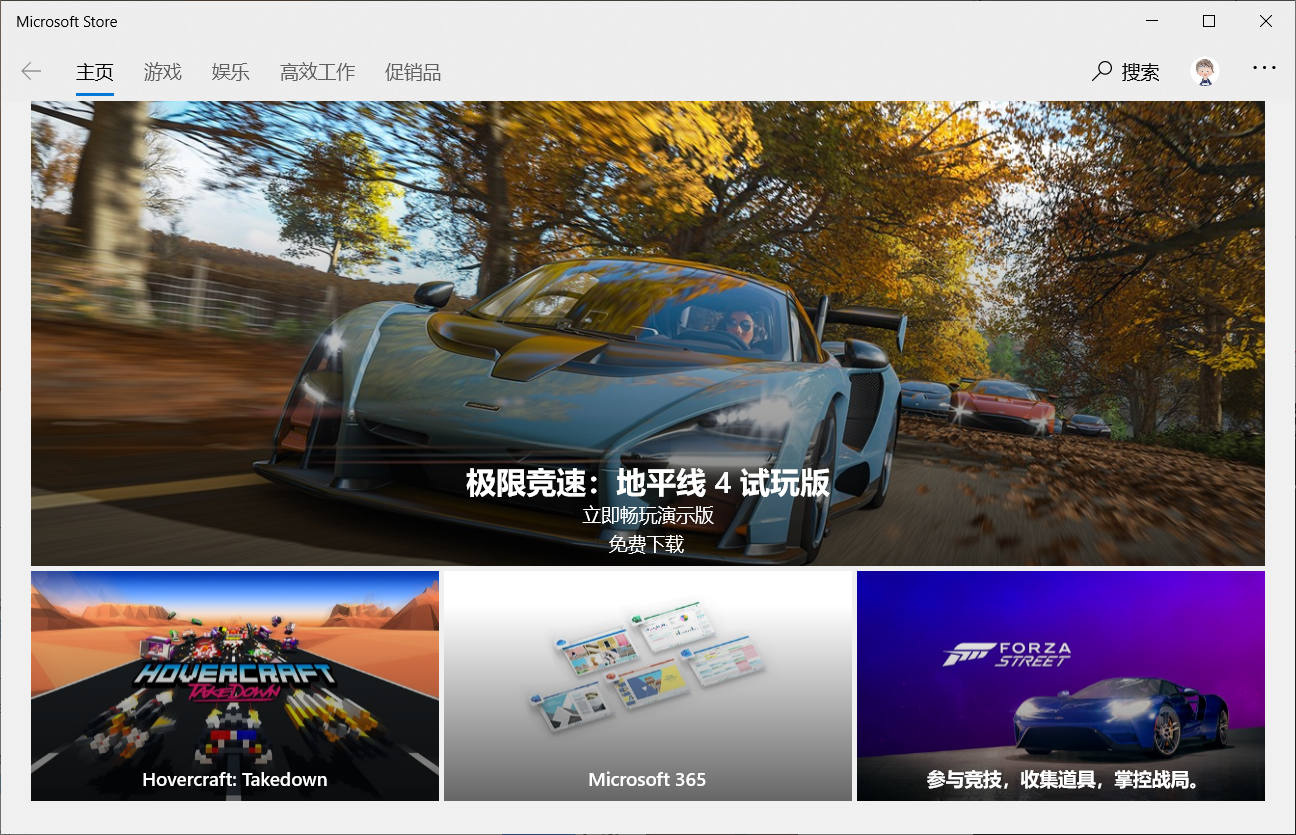 Microsoft Store
主页 游戏 娱乐 高效工作 促销品 搜索
极限竞速：地平线 4 试玩版
立即畅玩演示版
免费下载
HOVERCRAFT
TAKEDOWN
Hovercraft: Takedown
Microsoft 365
FORZA
STREET
参与竞技，收集道具，掌控战局。